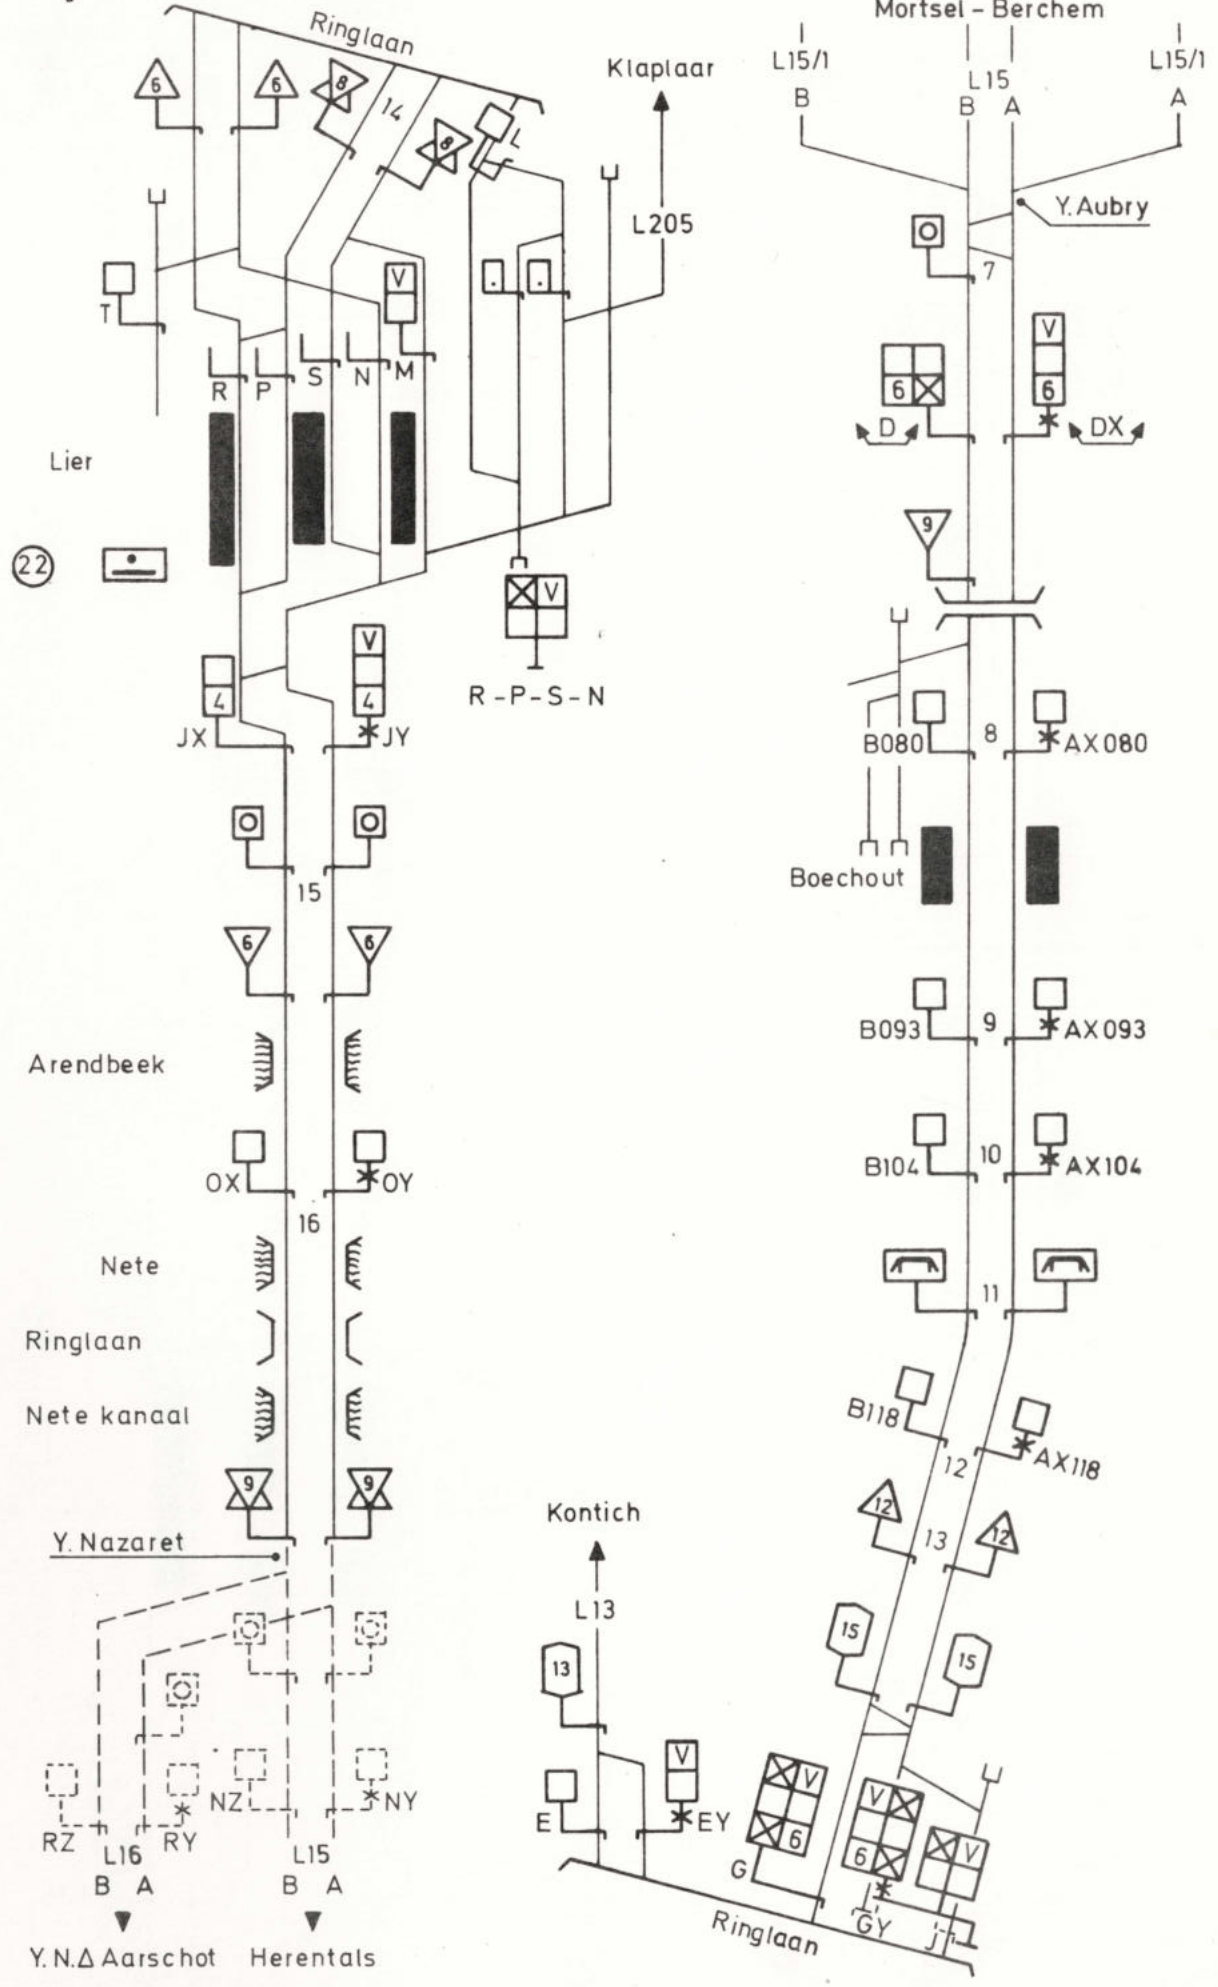 Ringlaan
6
6
8
14
8
L
Klaplaar
L205
T
V
R
P
S
N
M
Lier
22
V
R-P-S-N
4
JX
V
4
JY
15
6
6
Arendbeek
OX
OY
16
Nete
Ringlaan
Nete kanaal
9
9
Y. Nazaret
RZ
RY
NZ
NY
L16
L15
B A
B A
Y.N.Δ Aarschot
Herentals
Mortsel - Berchem
L15/1
L15
L15/1
B
B
A
A
Y. Aubry
7
6
V
6
D
DX
9
B080
8
AX080
Boechout
B093
9
AX093
B104
10
AX104
11
B118
12
AX118
12
13
12
15
15
Kontich
L13
13
E
V
EY
V
6
G
V
6
GY
V
J
Ringlaan